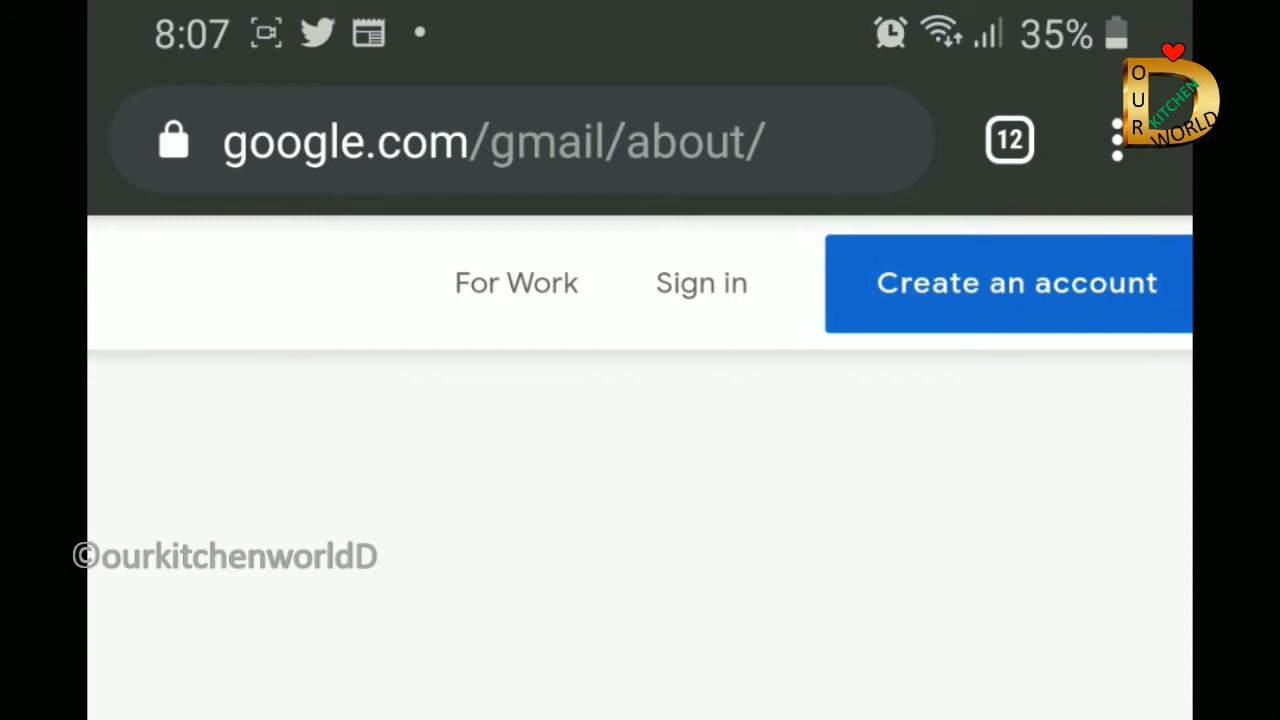 8:07 35%
google.com/gmail/about/ 12
OUR KITCHEN WORLD
For Work Sign in Create an account
©ourkitchenworldD